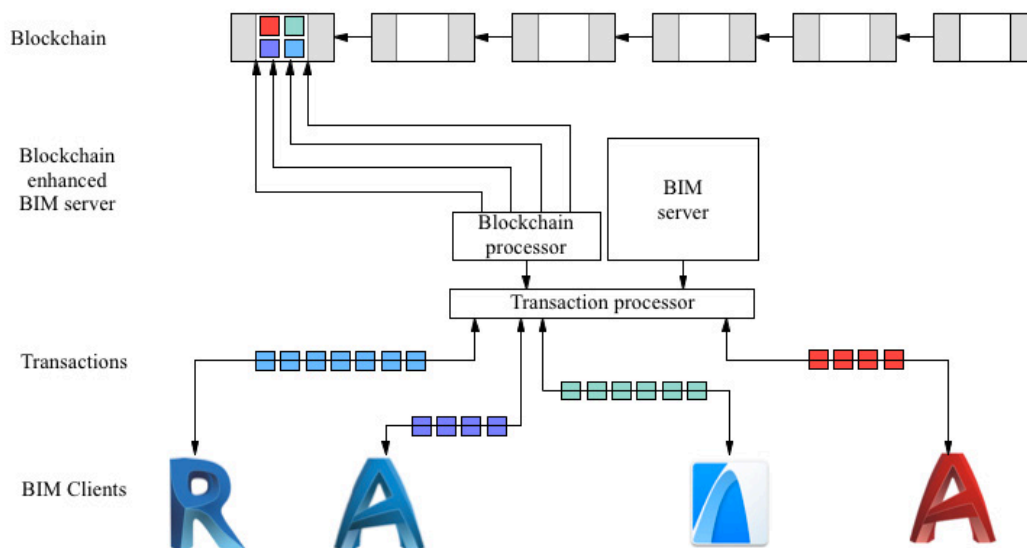 Blockchain
Blockchain
enhanced
BIM server
BIM
server
Blockchain
processor
Transaction processor
Transactions
BIM Clients